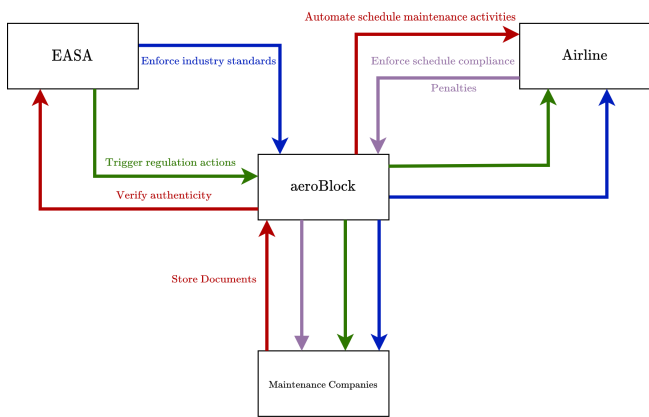 Automate schedule maintenance activities
EASA
Enforce industry standards
Enforce schedule compliance
Airline
Penalties
Trigger regulation actions
aeroBlock
Verify authenticity
Store Documents
Maintenance Companies